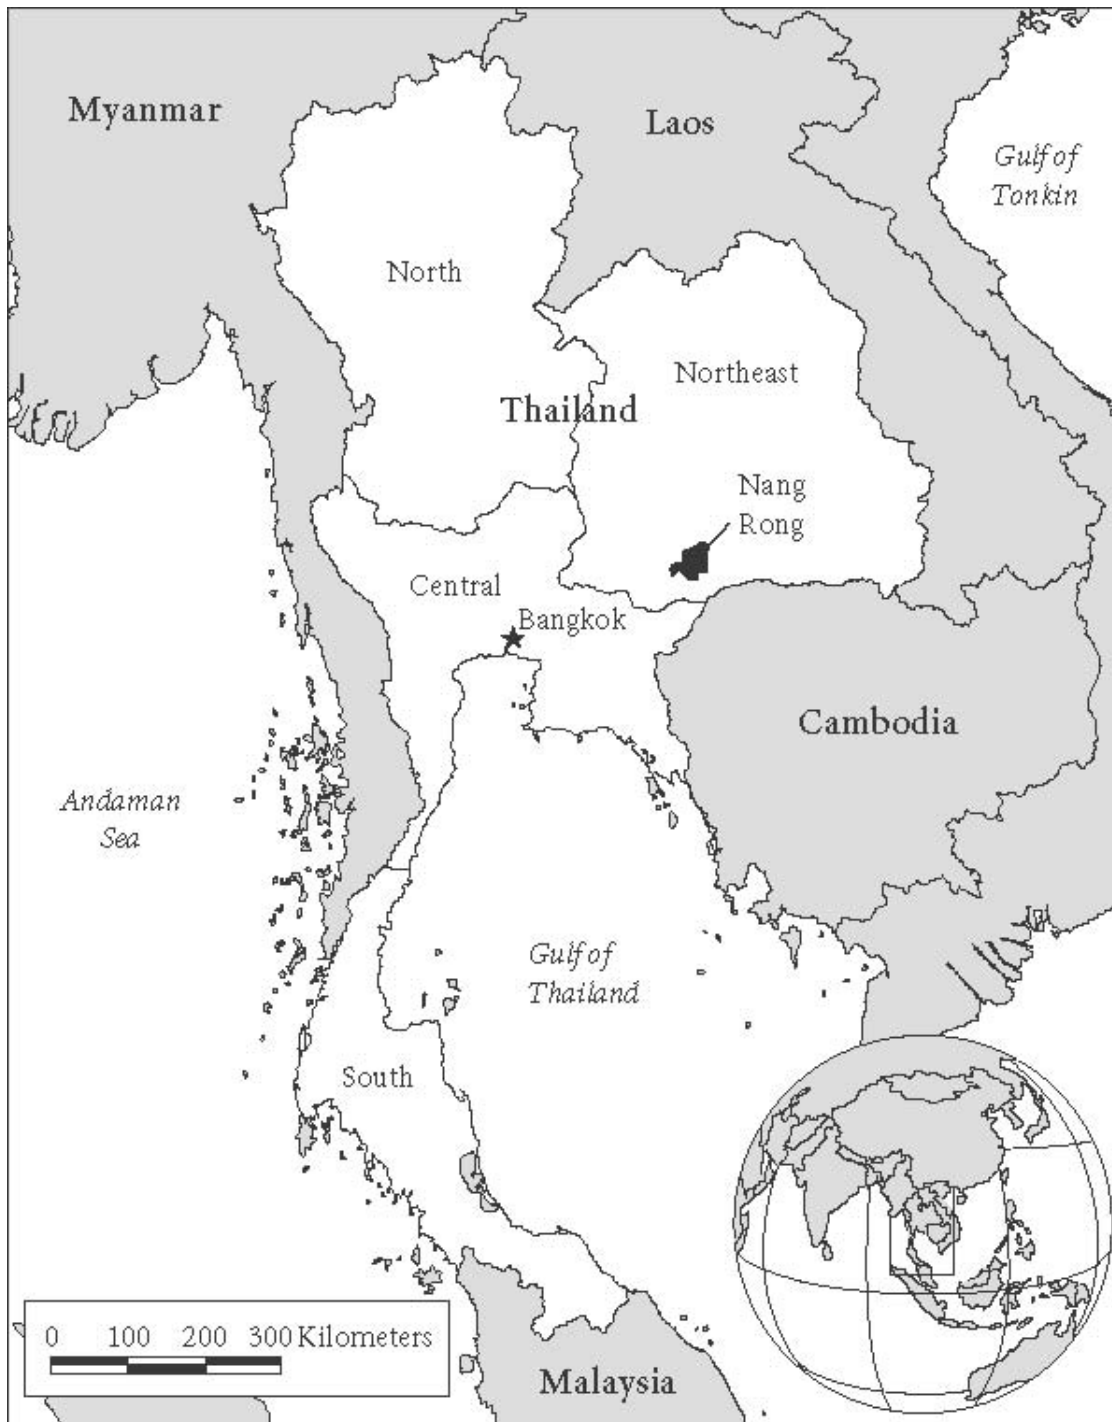 Myanmar
Laos
Gulf of
Tonkin
North
Northeast
Thailand
Nang
Rong
Central
Bangkok
Cambodia
Andaman
Sea
Gulf of
Thailand
South
0 100 200 300 Kilometers
Malaysia